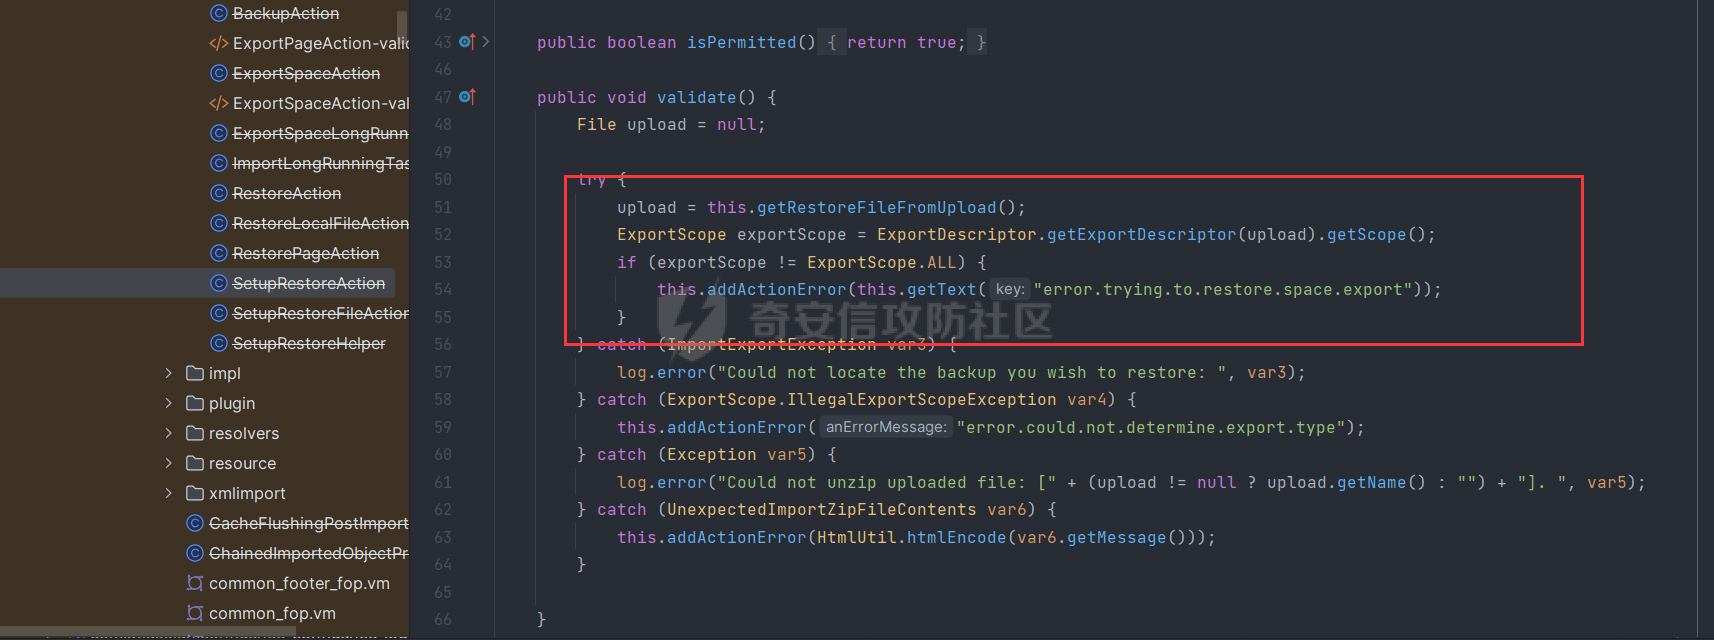 BackupAction
ExportPageAction-valid
ExportSpaceAction
ExportSpaceAction-val
ExportSpaceLongRunn
ImportLongRunningTas
RestoreAction
RestoreLocalFileAction
RestorePageAction
SetupRestoreAction
SetupRestoreFileAction
SetupRestoreHelper
impl
plugin
resolvers
resource
xmlimport
CacheFlushingPostImport
ChainedImportedObjectPr
common_footer_fop.vm
common_fop.vm
42
43 public boolean isPermitted() { return true; }
46
47 public void validate() {
48 File upload = null;
49
50 try {
51 upload = this.getRestoreFileFromUpload();
52 ExportScope exportScope = ExportDescriptor.getExportDescriptor(upload).getScope();
53 if (exportScope != ExportScope.ALL) {
54 this.addActionError(this.getText( key: "error.trying.to.restore.space.export"));
55 }
56 } catch (ImportExportException var3) {
57 log.error("Could not locate the backup you wish to restore: ", var3);
58 } catch (ExportScope.IllegalExportScopeException var4) {
59 this.addActionError( anErrorMessage: "error.could.not.determine.export.type");
60 } catch (Exception var5) {
61 log.error("Could not unzip uploaded file: [" + (upload != null ? upload.getName() : "") + "]. ", var5);
62 } catch (UnexpectedImportZipFileContents var6) {
63 this.addActionError(HtmlUtil.htmlEncode(var6.getMessage()));
64 }
65
66 }
奇安信攻防社区